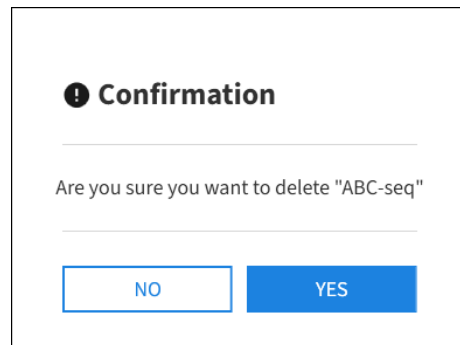 Confirmation
Are you sure you want to delete "ABC-seq"
NO
YES